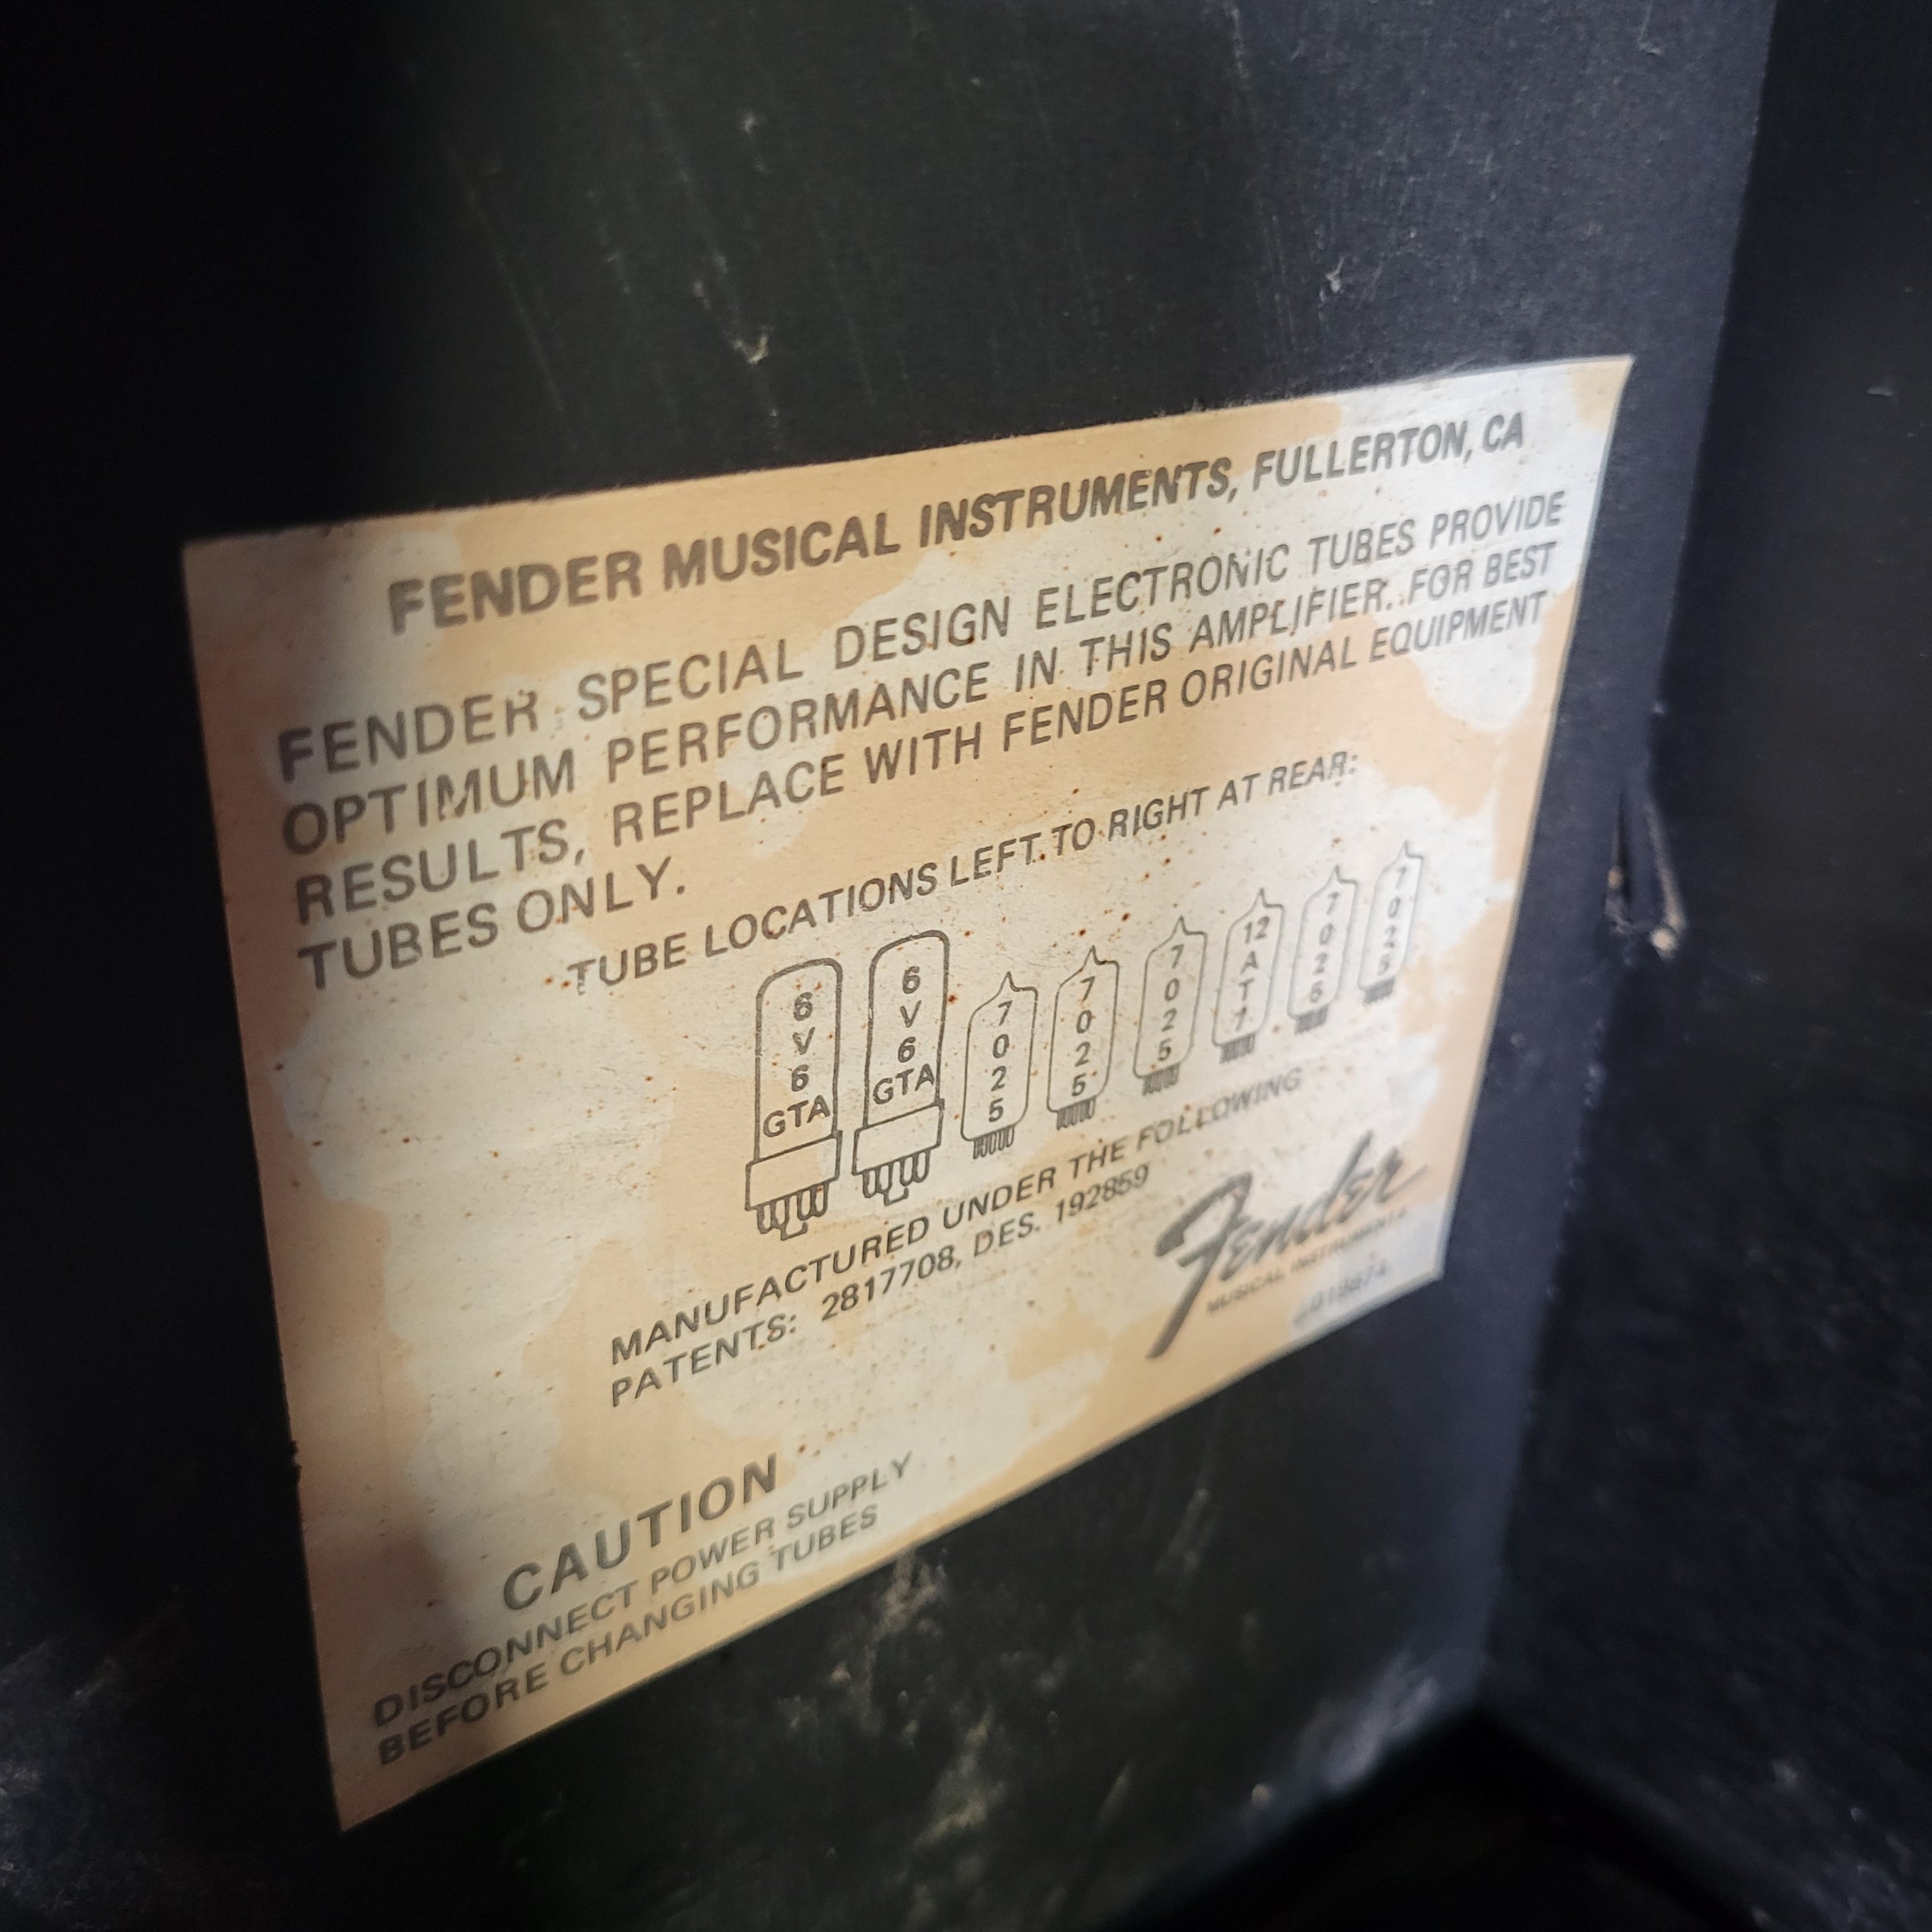 FENDER MUSICAL INSTRUMENTS, FULLERTON, CA
FENDER SPECIAL DESIGN ELECTRONIC TUBES PROVIDE
OPTIMUM PERFORMANCE IN THIS AMPLIFIER. FOR BEST
RESULTS, REPLACE WITH FENDER ORIGINAL EQUIPMENT
TUBES ONLY.
TUBE LOCATIONS LEFT TO RIGHT AT REAR:
6V6GTA 6V6GTA 7025 7025 7025 12AT7 7025 7025
MANUFACTURED UNDER THE FOLLOWING
PATENTS: 2817708, DES. 192859
Fender
MUSICAL INSTRUMENTS
CAUTION
DISCONNECT POWER SUPPLY
BEFORE CHANGING TUBES